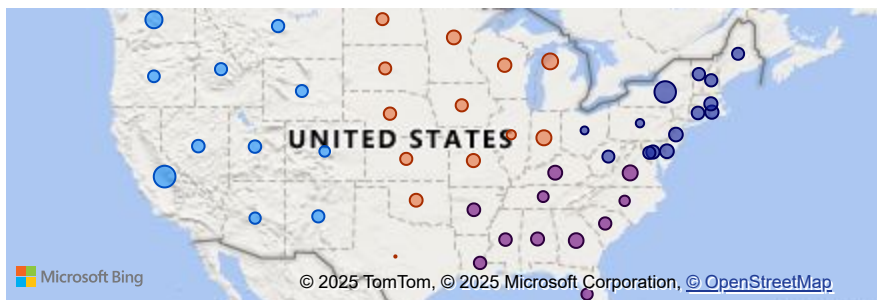 UNITED STATES
Microsoft Bing
© 2025 TomTom, © 2025 Microsoft Corporation, © OpenStreetMap